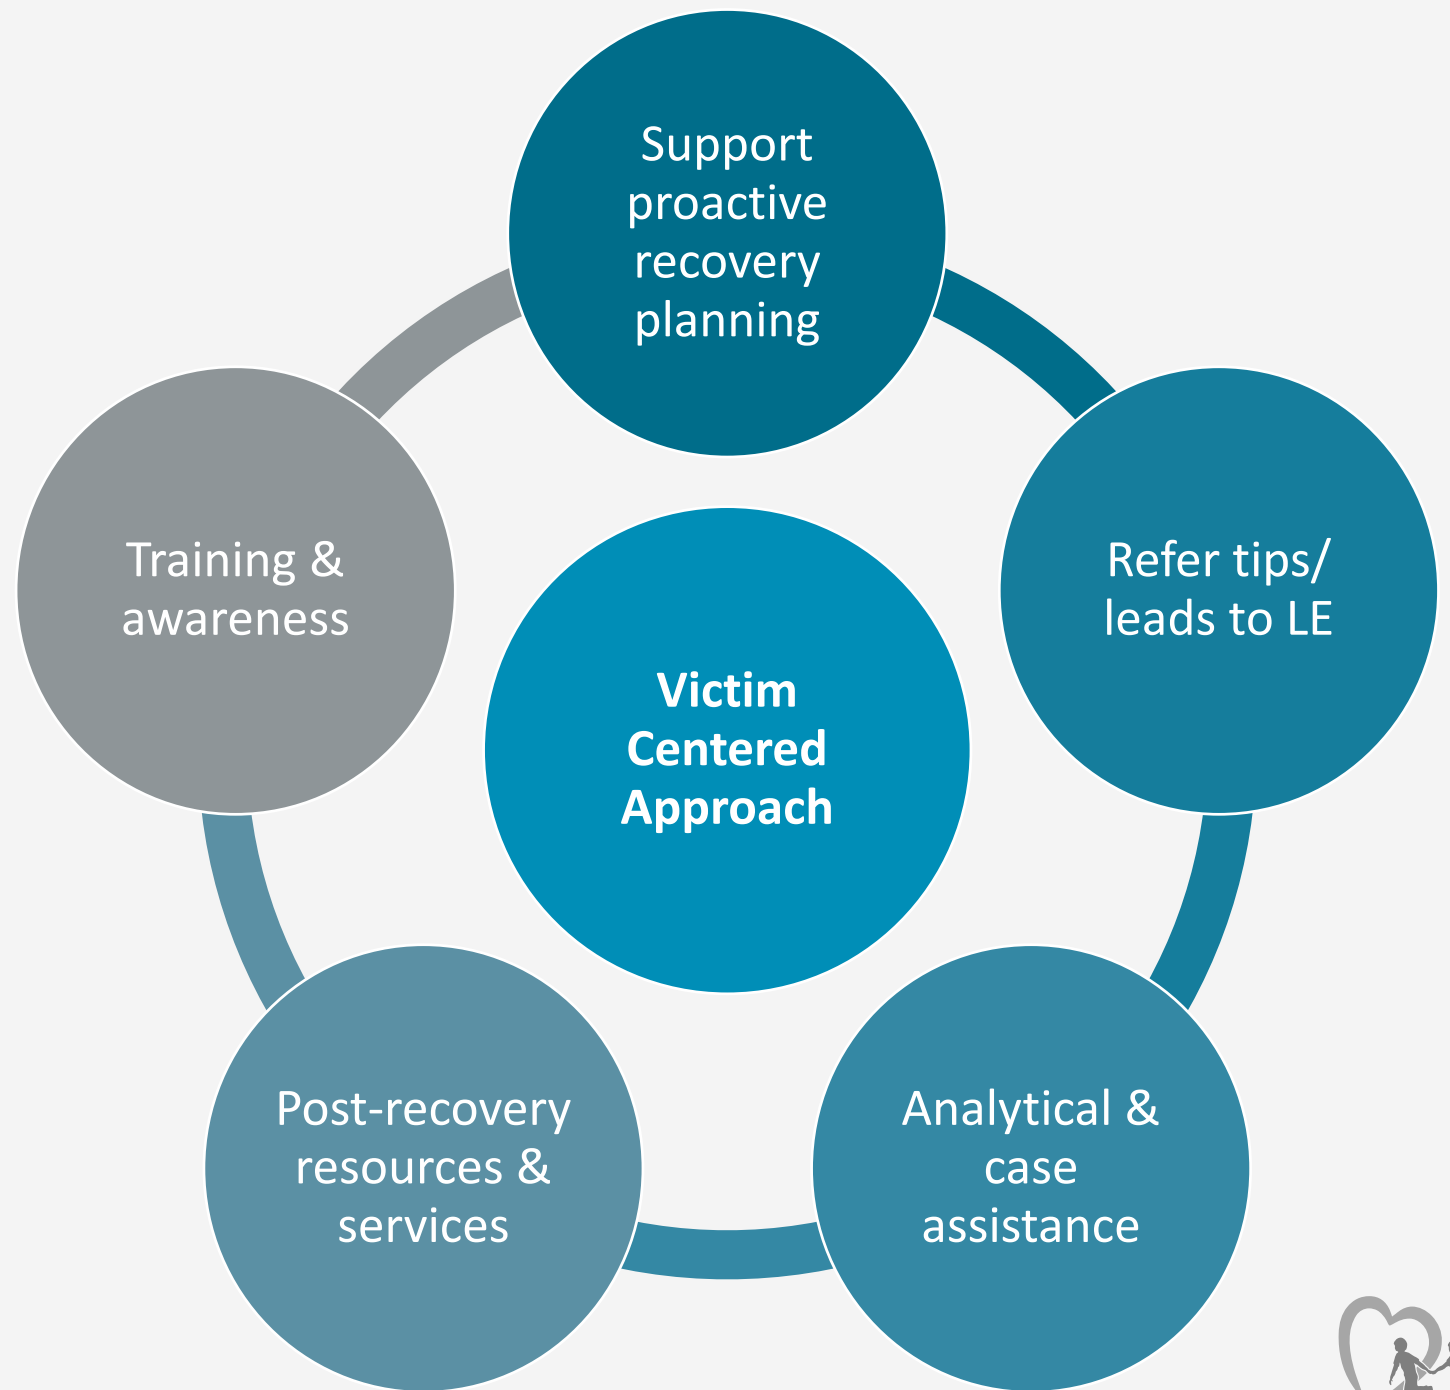 Support
proactive
recovery
planning
Refer tips/
leads to LE
Analytical &
case
assistance
Post-recovery
resources &
services
Training &
awareness
Victim
Centered
Approach